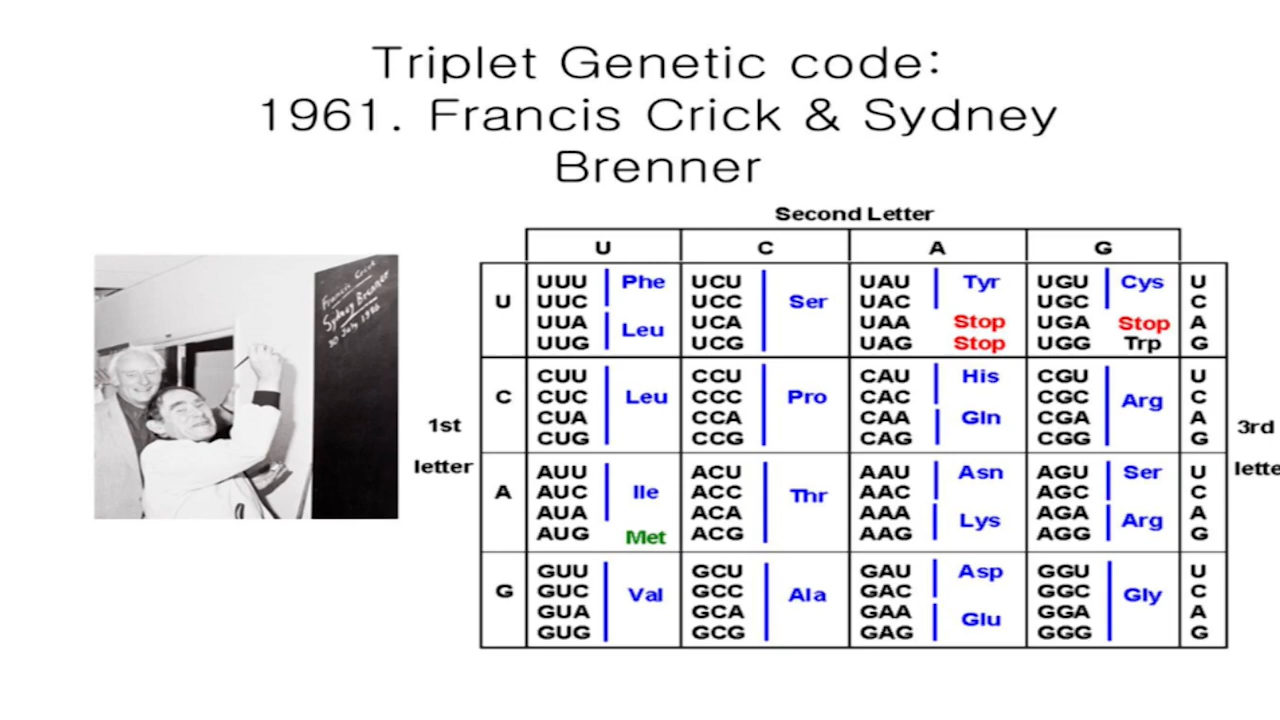 Triplet Genetic code:
1961. Francis Crick & Sydney
Brenner
Francis Crick
Sydney Brenner
30 July 1986
Second Letter
U C A G
U UUU Phe UCU Ser UAU Tyr UGU Cys U
UUC UCC UAC UGC C
UUA Leu UCA UAA Stop UGA Stop A
UUG UCG UAG Stop UGG Trp G
C CUU Leu CCU Pro CAU His CGU Arg U
CUC CCC CAC CGC C
CUA CCA CAA Gln CGA A
CUG CCG CAG CGG G
1st
letter
3rd
lette
A AUU Ile ACU Thr AAU Asn AGU Ser U
AUC ACC AAC AGC C
AUA ACA AAA Lys AGA Arg A
AUG Met ACG AAG AGG G
G GUU Val GCU Ala GAU Asp GGU Gly U
GUC GCC GAC GGC C
GUA GCA GAA Glu GGA A
GUG GCG GAG GGG G